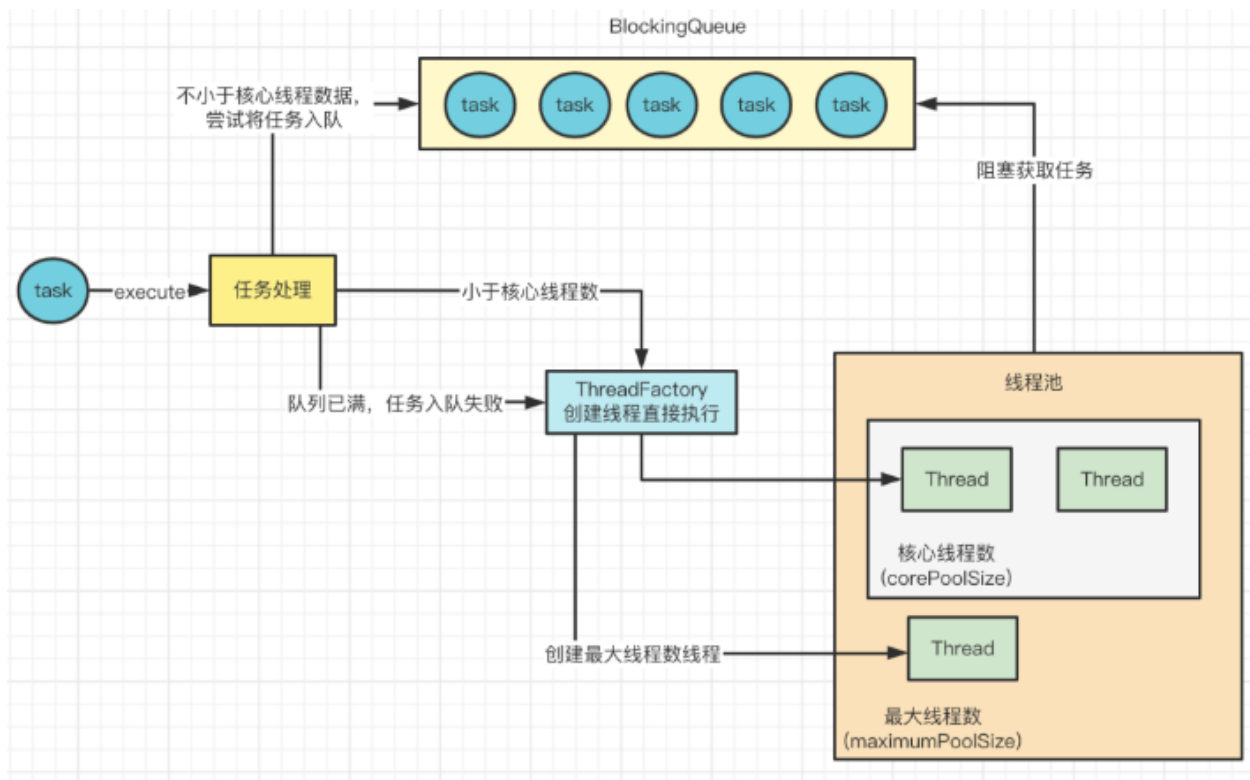 BlockingQueue
不小于核心线程数据，
尝试将任务入队
task
task
task
task
task
阻塞获取任务
task
execute
任务处理
小于核心线程数
队列已满，任务入队失败
ThreadFactory
创建线程直接执行
线程池
Thread
Thread
核心线程数
(corePoolSize)
创建最大线程数线程
Thread
最大线程数
(maximumPoolSize)